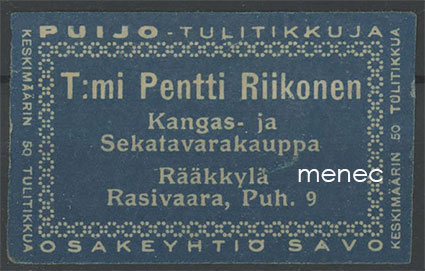 PUIJO-TULITIKKUJA
KESKIMÄÄRIN 50 TULITIKKUA
T:mi Pentti Riikonen
Kangas- ja
Sekatavarakauppa
Rääkkylä
Rasivaara, Puh. 9
menec
KESKIMÄÄRIN 50 TULITIKKUA
OSAKEYHTIÖ SAVO